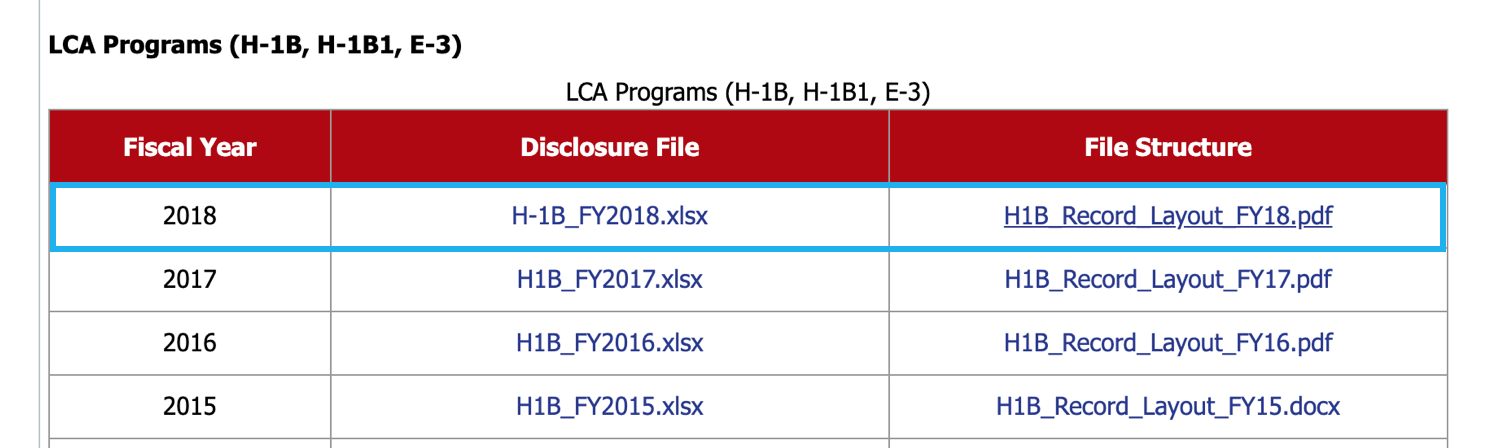 LCA Programs (H-1B, H-1B1, E-3)
LCA Programs (H-1B, H-1B1, E-3)
Fiscal Year Disclosure File File Structure
2018 H-1B_FY2018.xlsx H1B_Record_Layout_FY18.pdf
2017 H1B_FY2017.xlsx H1B_Record_Layout_FY17.pdf
2016 H1B_FY2016.xlsx H1B_Record_Layout_FY16.pdf
2015 H1B_FY2015.xlsx H1B_Record_Layout_FY15.docx